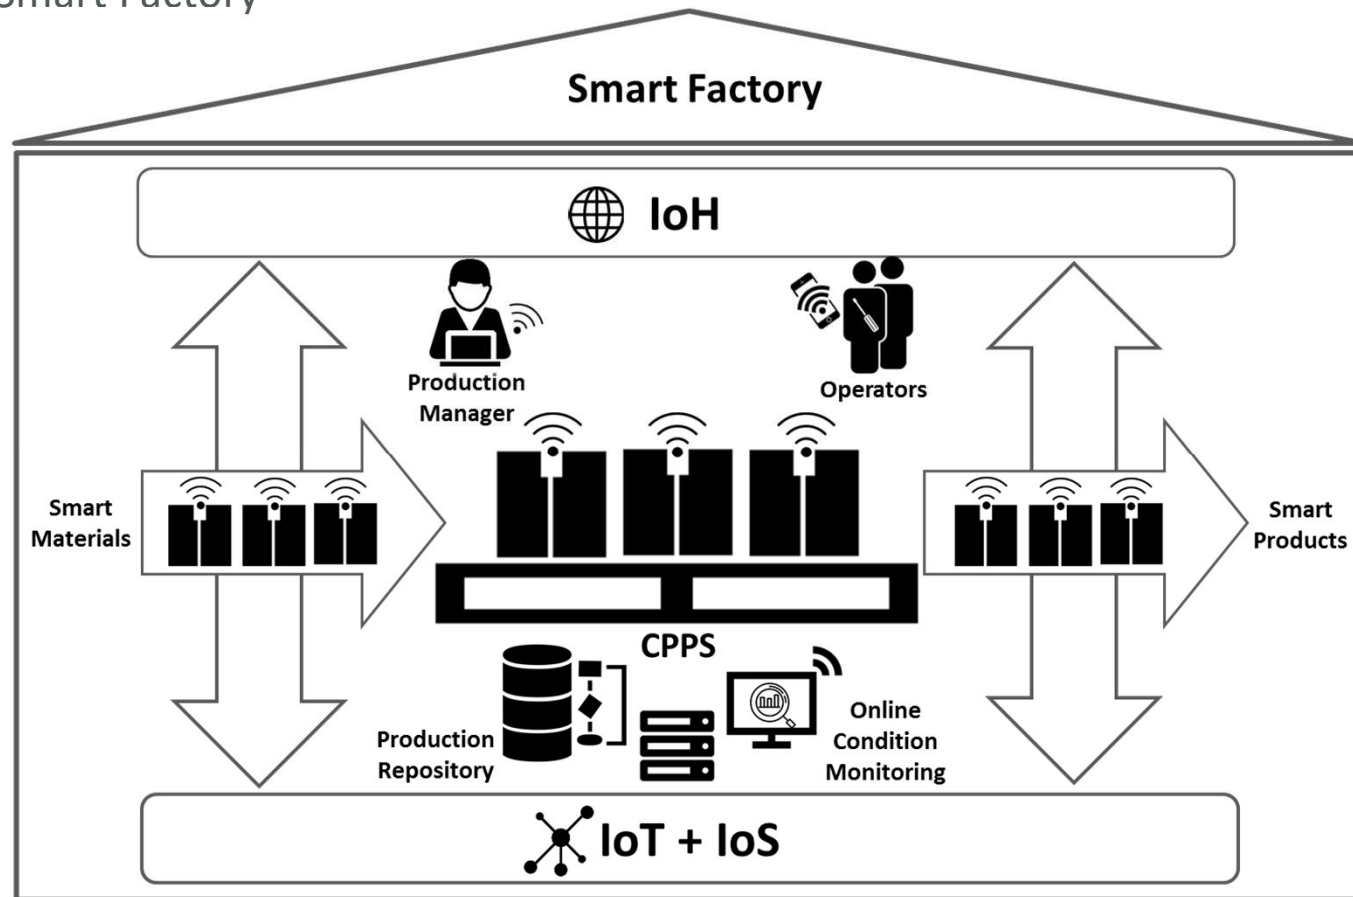 Smart Factory
Smart Factory
IoH
Production
Manager
Operators
Smart
Materials
Smart
Products
CPPS
Production
Repository
Online
Condition
Monitoring
IoT + IoS